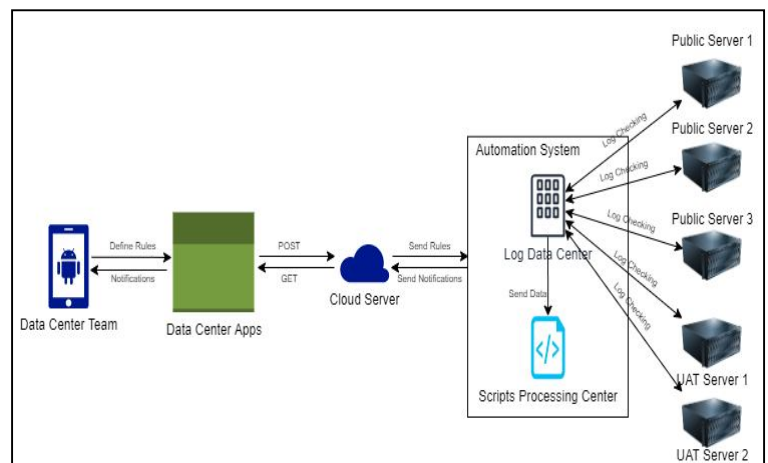 Public Server 1
Log Checking
Public Server 2
Automation System
Log Checking
Public Server 3
Log Checking
Define Rules
POST
Send Rules
Log Data Center
Log Checking
Notifications
GET
Send Notifications
Cloud Server
Send Data
Log Checking
Data Center Team
Data Center Apps
UAT Server 1
Scripts Processing Center
UAT Server 2